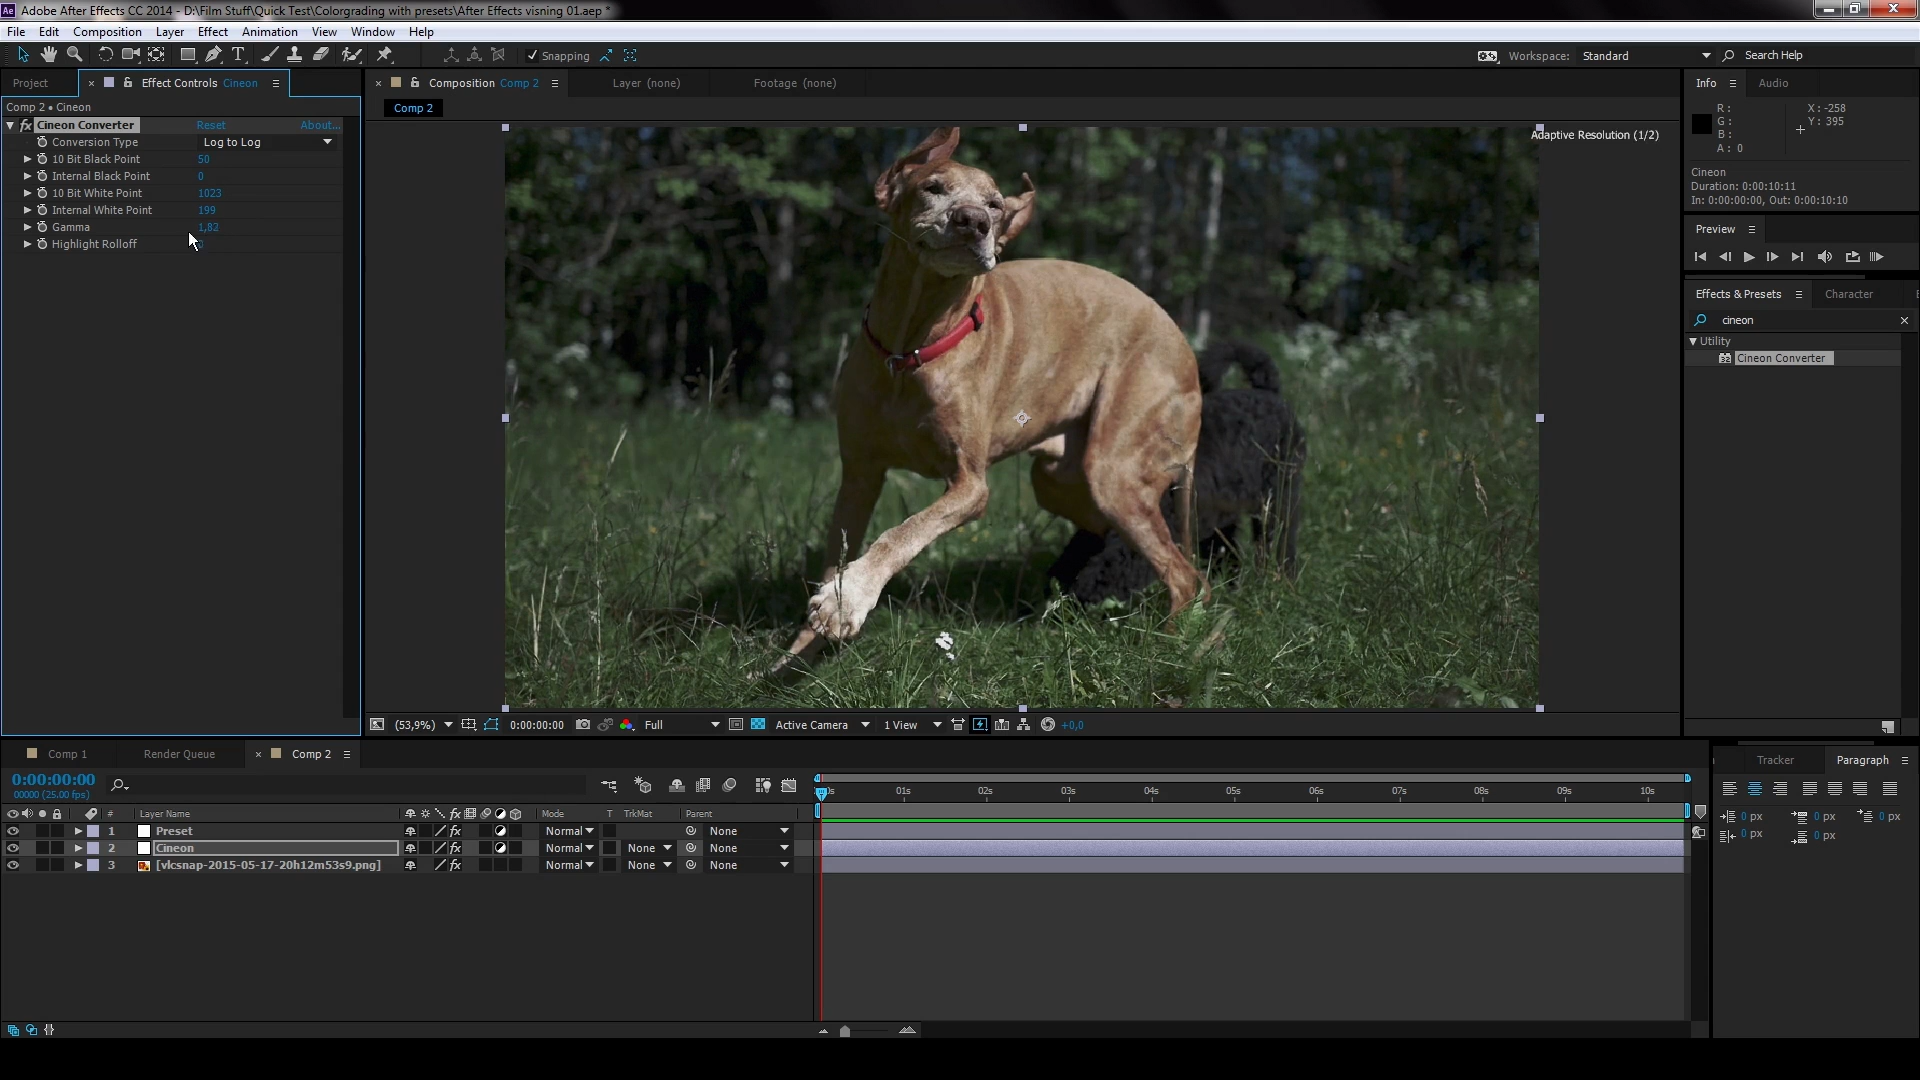 Adobe After Effects CC 2014 - D:\Film Stuff\Quick Test\Colorgrading with presets\After Effects visning 01.aep *
File Edit Composition Layer Effect Animation View Window Help
Snapping Workspace: Standard Search Help
Project Effect Controls Cineon
Comp 2 • Cineon
fx Cineon Converter Reset About...
Conversion Type Log to Log
10 Bit Black Point 50
Internal Black Point 0
10 Bit White Point 1023
Internal White Point 199
Gamma 1,82
Highlight Rolloff
Composition Comp 2 Layer (none) Footage (none)
Comp 2
Adaptive Resolution (1/2)
(53,9%) 0:00:00:00 Full Active Camera 1 View +0,0
Info Audio
R: X: -258
G: Y: 395
B:
A: 0
Cineon
Duration: 0:00:10:11
In: 0:00:00:00, Out: 0:00:10:10
Preview
Effects & Presets Character
cineon
Utility
32 Cineon Converter
Comp 1 Render Queue Comp 2
0:00:00:00
00000 (25.00 fps)
01s 02s 03s 04s 05s 06s 07s 08s 09s 10s
# Layer Name fx Mode T TrkMat Parent
1 Preset fx Normal None
2 Cineon fx Normal None None
3 [vlcsnap-2015-05-17-20h12m53s9.png] fx Normal None None
Tracker Paragraph
0 px 0 px 0 px
0 px 0 px